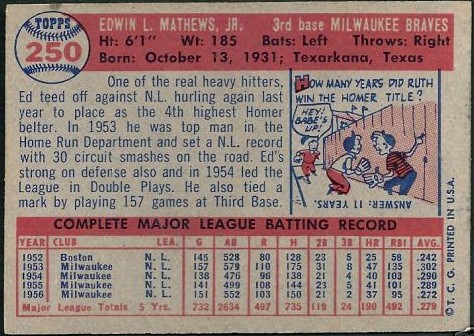 TOPPS
250
EDWIN L. MATHEWS, JR. 3rd base MILWAUKEE BRAVES
Ht: 6'1" Wt: 185 Bats: Left Throws: Right
Born: October 13, 1931; Texarkana, Texas
One of the real heavy hitters,
Ed teed off against N.L. hurling again last
year to place as the 4th highest Homer
belter. In 1953 he was top man in the
Home Run Department and set a N.L. record
with 30 circuit smashes on the road. Ed's
strong on defense also and in 1954 led the
League in Double Plays. He also tied a
mark by playing 157 games at Third Base.
HOW MANY YEARS DID RUTH
WIN THE HOMER TITLE?
HEY,
BABE'S
UP!
ANSWER: 11 YEARS.
COMPLETE MAJOR LEAGUE BATTING RECORD
YEAR CLUB LEA. G AB R H 2B 3B HR RBI AVG.
1952 Boston N. L. 145 528 80 128 23 5 25 58 .242
1953 Milwaukee N. L. 157 579 110 175 31 8 47 135 .302
1954 Milwaukee N. L. 138 476 96 138 21 4 40 103 .290
1955 Milwaukee N. L. 141 499 108 144 23 5 41 101 .289
1956 Milwaukee N. L. 151 552 103 150 21 2 37 95 .272
Major League Totals 5 Yrs. 732 2634 497 735 119 24 190 492 .279
© T. C. G. PRINTED IN U.S.A.